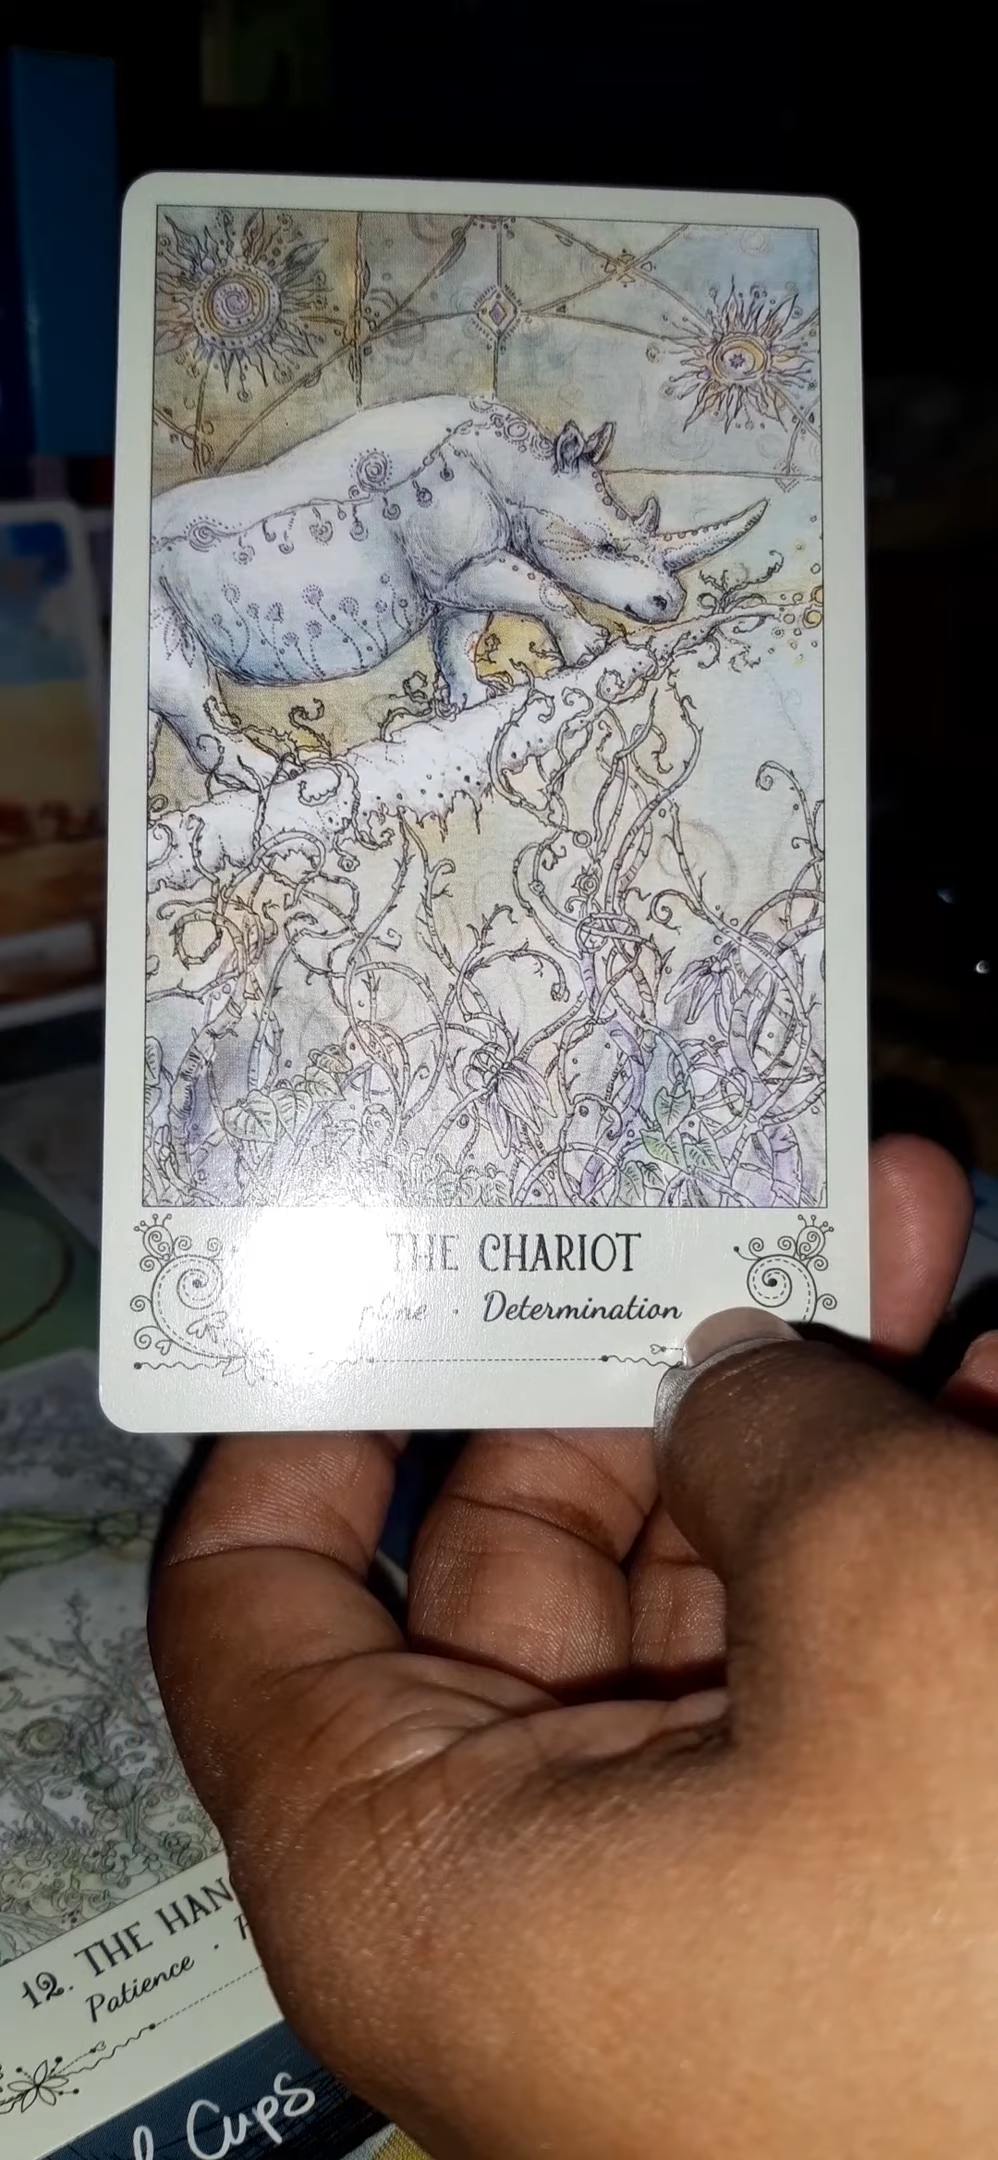 THE CHARIOT
Determination
12. THE HAN
Patience ·
Cups